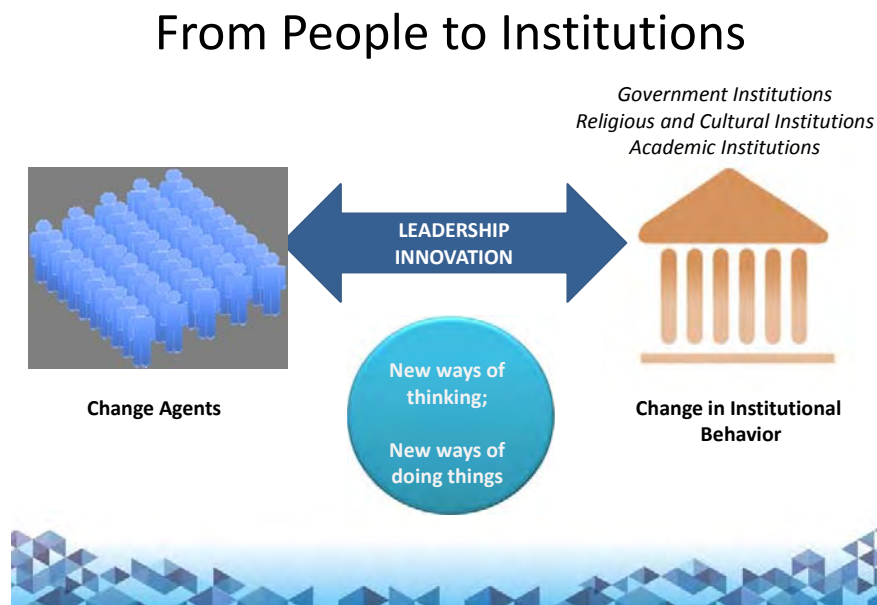 From People to Institutions
Government Institutions
Religious and Cultural Institutions
Academic Institutions
LEADERSHIP
INNOVATION
New ways of
thinking;
New ways of
doing things
Change Agents
Change in Institutional
Behavior